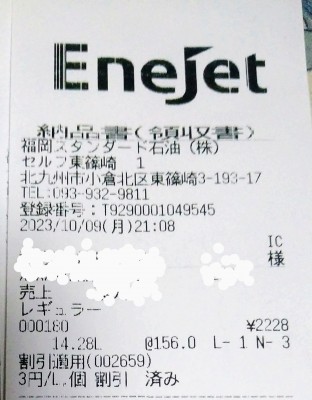 EneJet
納品書(領収書)
福岡スタンダード石油(株)
セルフ東篠崎 1
北九州市小倉北区東篠崎3-193-17
TEL:093-932-9811
登録番号:T9290001049545
2023/10/09(月)21:08
IC
様
売上
レギュラー
000180 ¥2228
14.28L @156.0 L-1 N-3
割引適用(002659)
3円/L,個 割引 済み